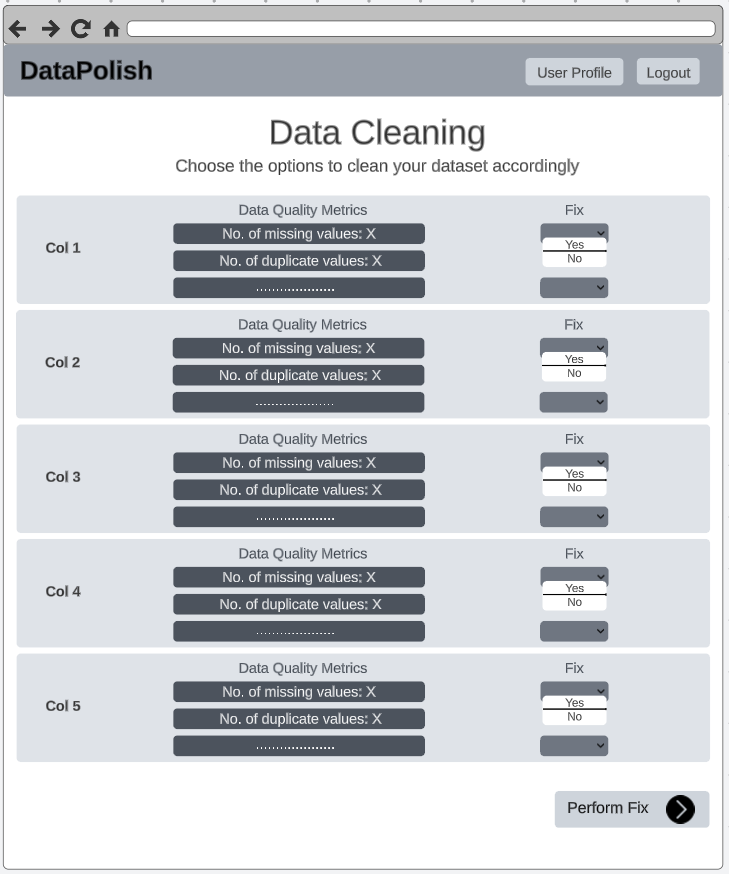 DataPolish User Profile Logout
Data Cleaning
Choose the options to clean your dataset accordingly
Data Quality Metrics Fix
Col 1
No. of missing values: X
Yes
No. of duplicate values: X
No
....................
Data Quality Metrics Fix
Col 2
No. of missing values: X
Yes
No. of duplicate values: X
No
....................
Data Quality Metrics Fix
Col 3
No. of missing values: X
Yes
No. of duplicate values: X
No
....................
Data Quality Metrics Fix
Col 4
No. of missing values: X
Yes
No. of duplicate values: X
No
....................
Data Quality Metrics Fix
Col 5
No. of missing values: X
Yes
No. of duplicate values: X
No
....................
Perform Fix